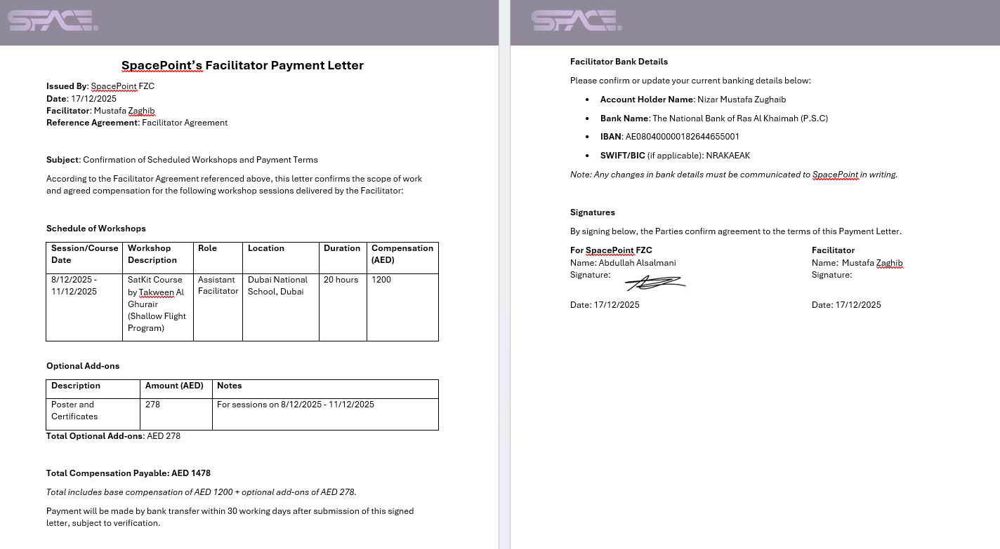 SPACE.
SpacePoint's Facilitator Payment Letter
Issued By: SpacePoint FZC
Date: 17/12/2025
Facilitator: Mustafa Zaghib
Reference Agreement: Facilitator Agreement
Subject: Confirmation of Scheduled Workshops and Payment Terms
According to the Facilitator Agreement referenced above, this letter confirms the scope of work
and agreed compensation for the following workshop sessions delivered by the Facilitator:
Schedule of Workshops
Session/Course Date | Workshop Description | Role | Location | Duration | Compensation (AED)
8/12/2025 - 11/12/2025 | SatKit Course by Takween Al Ghurair (Shallow Flight Program) | Assistant Facilitator | Dubai National School, Dubai | 20 hours | 1200
Optional Add-ons
Description | Amount (AED) | Notes
Poster and Certificates | 278 | For sessions on 8/12/2025 - 11/12/2025
Total Optional Add-ons: AED 278
Total Compensation Payable: AED 1478
Total includes base compensation of AED 1200 + optional add-ons of AED 278.
Payment will be made by bank transfer within 30 working days after submission of this signed
letter, subject to verification.
SPACE.
Facilitator Bank Details
Please confirm or update your current banking details below:
• Account Holder Name: Nizar Mustafa Zughaib
• Bank Name: The National Bank of Ras Al Khaimah (P.S.C)
• IBAN: AE080400000182644655001
• SWIFT/BIC (if applicable): NRAKAEAK
Note: Any changes in bank details must be communicated to SpacePoint in writing.
Signatures
By signing below, the Parties confirm agreement to the terms of this Payment Letter.
For SpacePoint FZC
Name: Abdullah Alsalmani
Signature:
Date: 17/12/2025
Facilitator
Name: Mustafa Zaghib
Signature:
Date: 17/12/2025